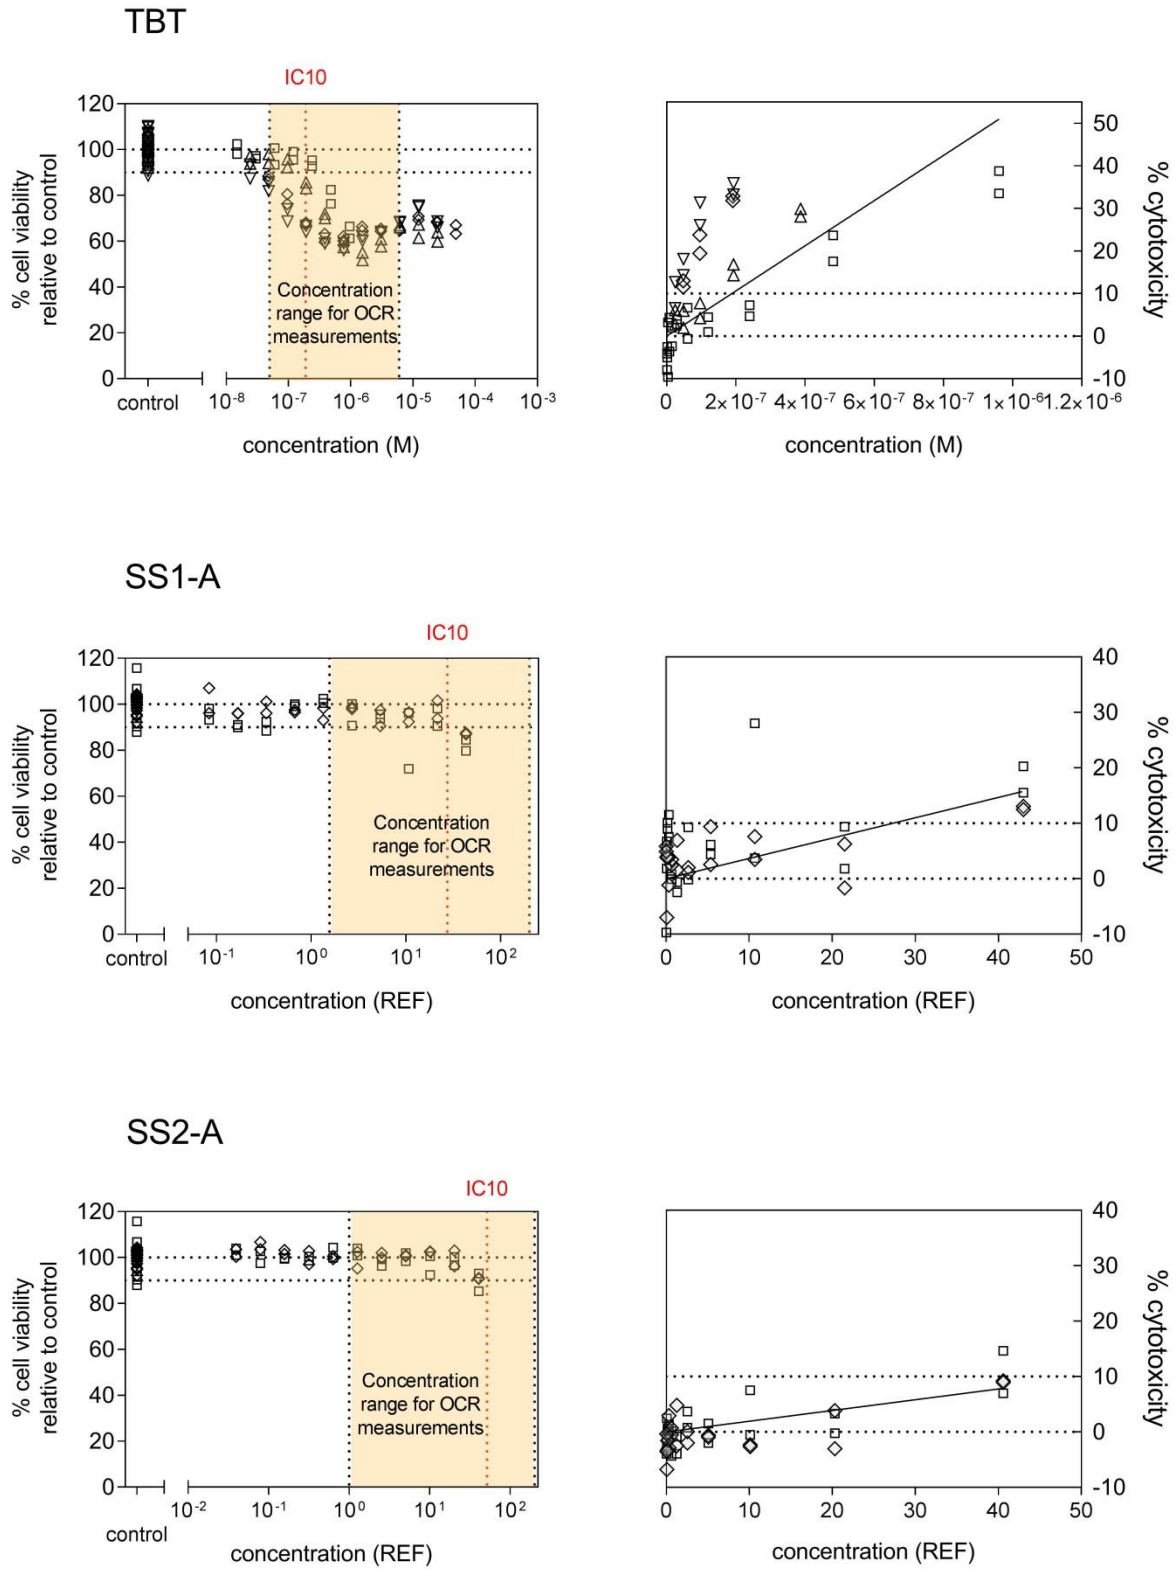 TBT
IC10
120
100
80
60
40
20
0
% cell viability
relative to control
Concentration
range for OCR
measurements
control
10⁻⁸ 10⁻⁷ 10⁻⁶ 10⁻⁵ 10⁻⁴ 10⁻³
concentration (M)
50
40
30
20
10
0
-10
% cytotoxicity
0 2×10⁻⁷ 4×10⁻⁷ 6×10⁻⁷ 8×10⁻⁷ 1×10⁻⁶ 1.2×10⁻⁶
concentration (M)
SS1-A
IC10
120
100
80
60
40
20
0
% cell viability
relative to control
Concentration
range for OCR
measurements
control
10⁻¹ 10⁰ 10¹ 10²
concentration (REF)
40
30
20
10
0
-10
% cytotoxicity
0 10 20 30 40 50
concentration (REF)
SS2-A
IC10
120
100
80
60
40
20
0
% cell viability
relative to control
Concentration
range for OCR
measurements
10⁻² 10⁻¹ 10⁰ 10¹ 10²
control
concentration (REF)
40
30
20
10
0
-10
% cytotoxicity
0 10 20 30 40 50
concentration (REF)